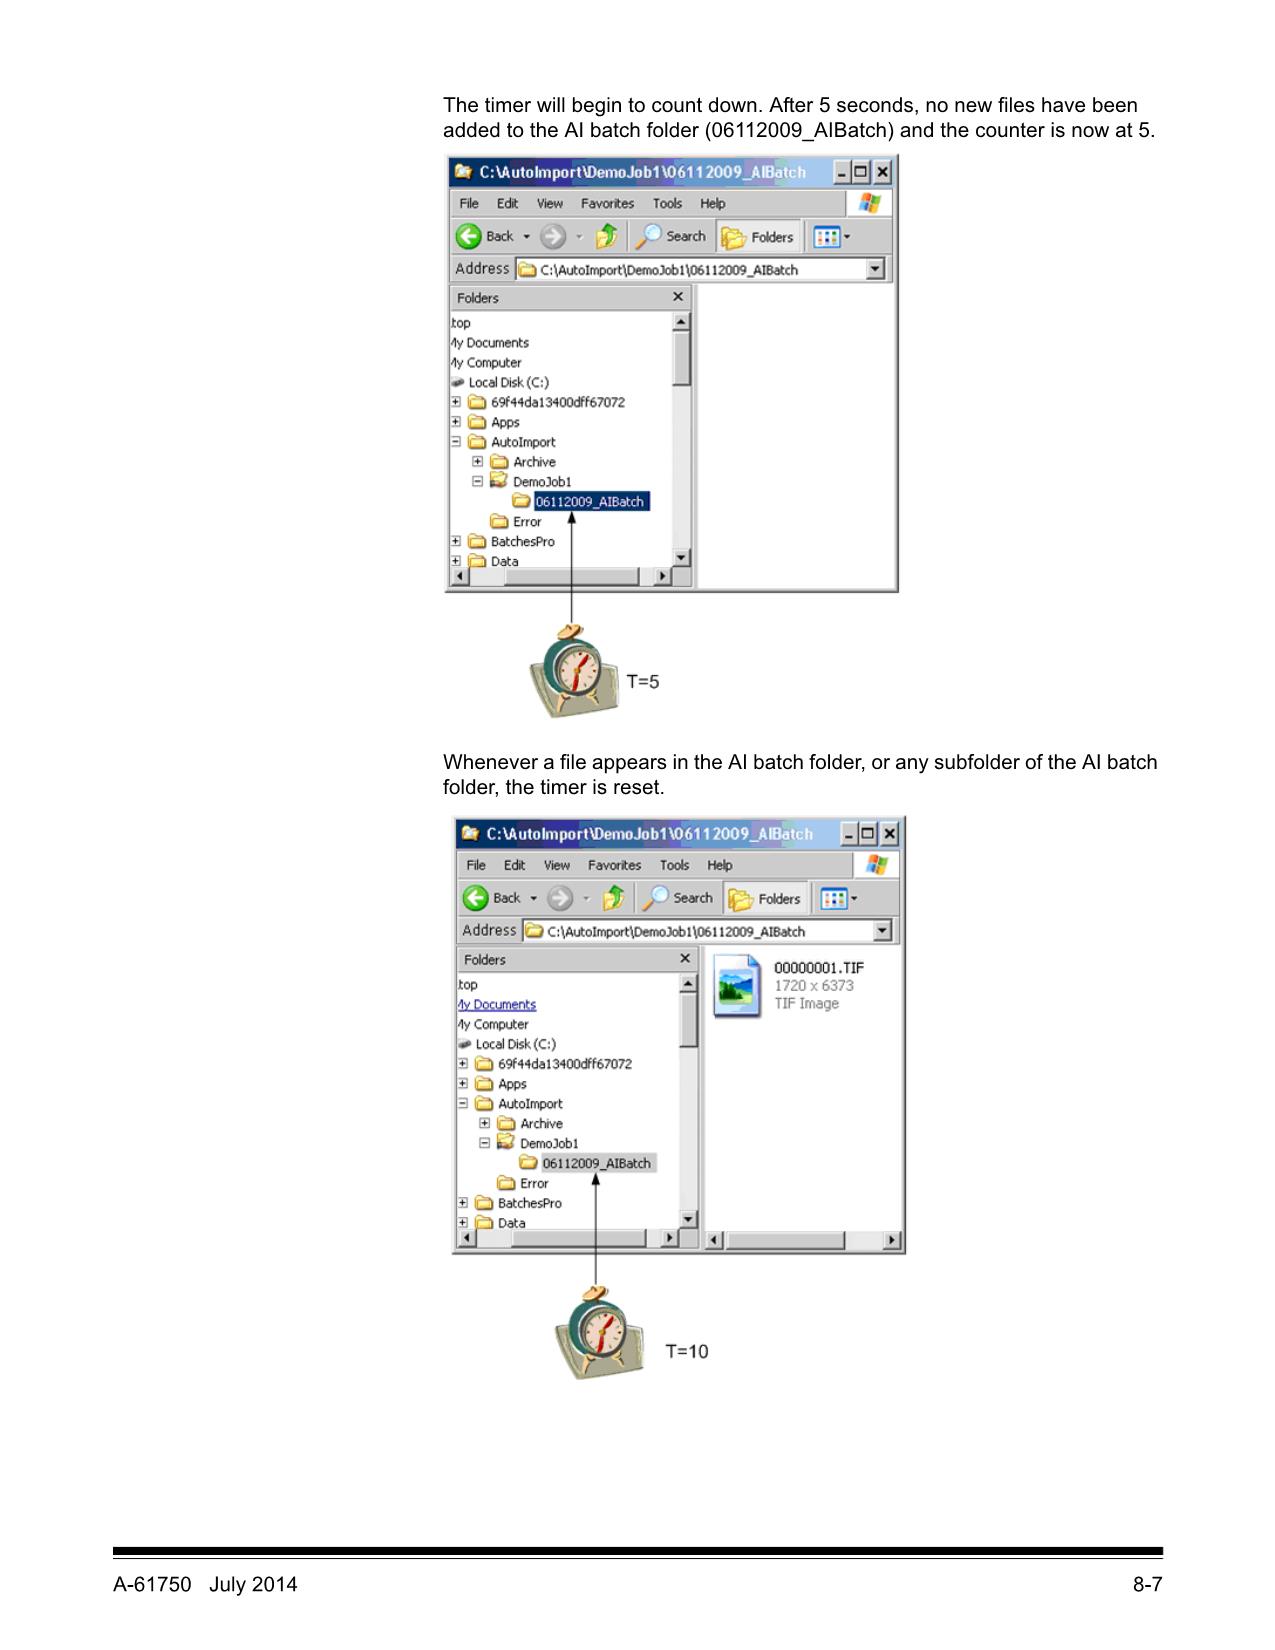 The timer will begin to count down. After 5 seconds, no new files have been
added to the AI batch folder (06112009_AIBatch) and the counter is now at 5.
C:\AutoImport\DemoJob1\06112009_AIBatch
File Edit View Favorites Tools Help
Back Search Folders
Address C:\AutoImport\DemoJob1\06112009_AIBatch
Folders
top
My Documents
My Computer
Local Disk (C:)
69f44da13400dff67072
Apps
AutoImport
Archive
DemoJob1
06112009_AIBatch
Error
BatchesPro
Data
T=5
Whenever a file appears in the AI batch folder, or any subfolder of the AI batch
folder, the timer is reset.
C:\AutoImport\DemoJob1\06112009_AIBatch
File Edit View Favorites Tools Help
Back Search Folders
Address C:\AutoImport\DemoJob1\06112009_AIBatch
Folders
top
My Documents
My Computer
Local Disk (C:)
69f44da13400dff67072
Apps
AutoImport
Archive
DemoJob1
06112009_AIBatch
Error
BatchesPro
Data
00000001.TIF
1720 x 6373
TIF Image
T=10
A-61750 July 2014 8-7